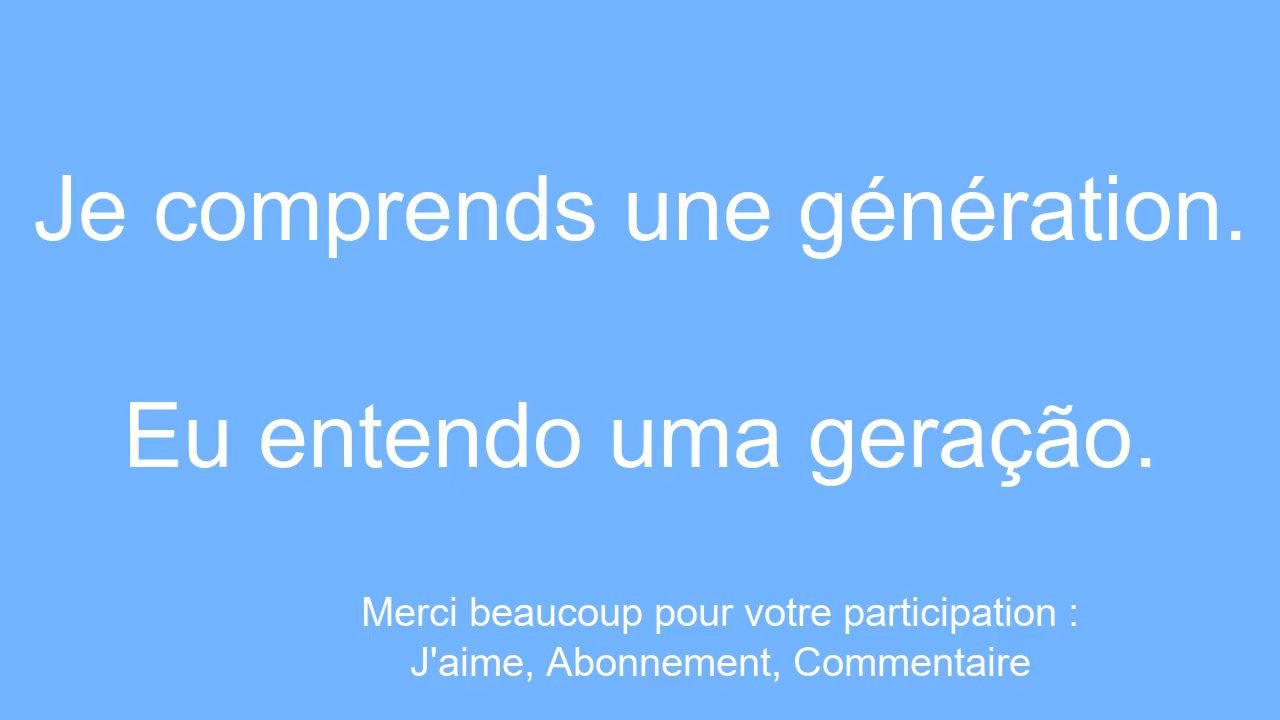 Je comprends une génération.
Eu entendo uma geração.
Merci beaucoup pour votre participation :
J'aime, Abonnement, Commentaire